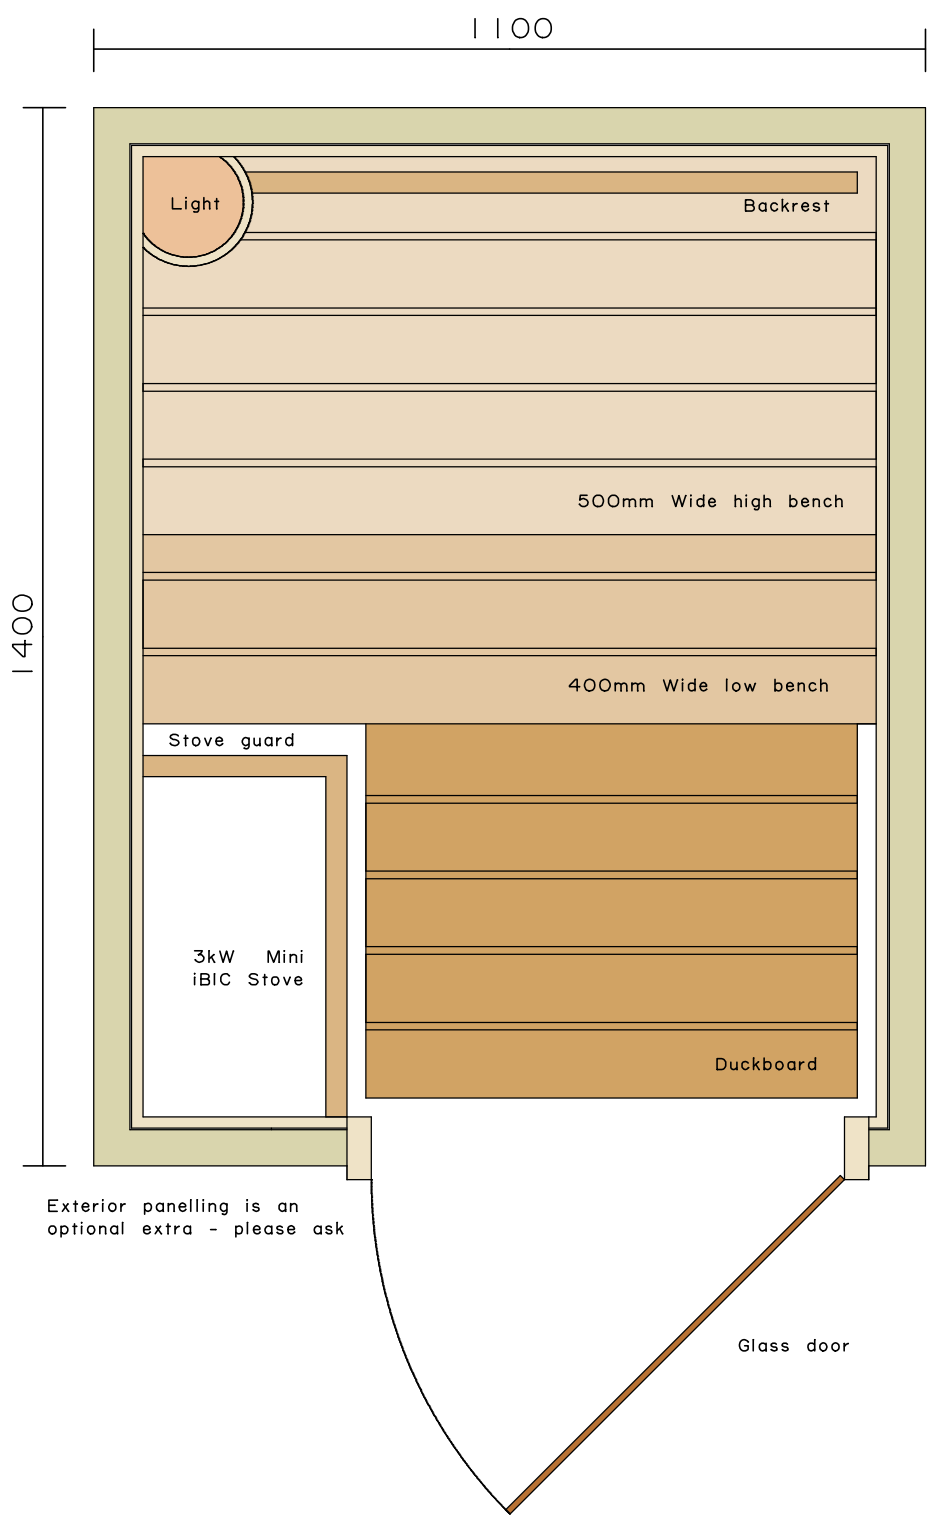 1100
Light
Backrest
500mm Wide high bench
1400
400mm Wide low bench
Stove guard
3kW Mini
iBIC Stove
Duckboard
Exterior panelling is an
optional extra - please ask
Glass door